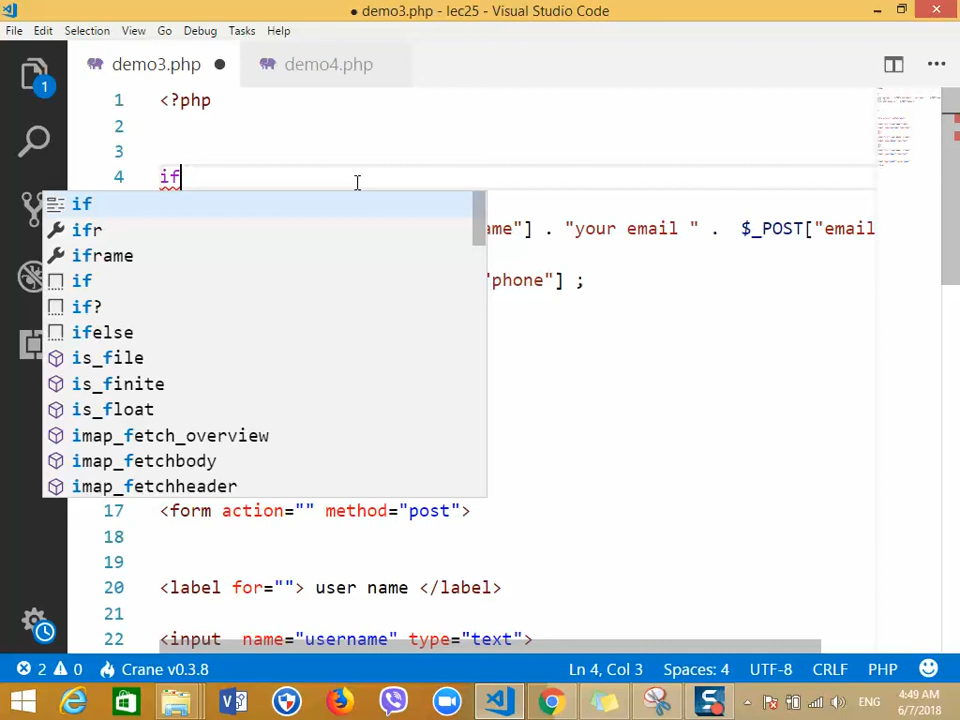 ● demo3.php - lec25 - Visual Studio Code
File Edit Selection View Go Debug Tasks Help
demo3.php ● demo4.php
1 <?php
2
3
4 if
if
ame"] . "your email " . $_POST["email
ifr
iframe
if
"phone"] ;
if?
ifelse
is_file
is_finite
is_float
imap_fetch_overview
imap_fetchbody
imap_fetchheader
17 <form action="" method="post">
18
19
20 <label for=""> user name </label>
21
22 <input name="username" type="text">
1
2 0 Crane v0.3.8 Ln 4, Col 3 Spaces: 4 UTF-8 CRLF PHP
ENG 4:49 AM
6/7/2018